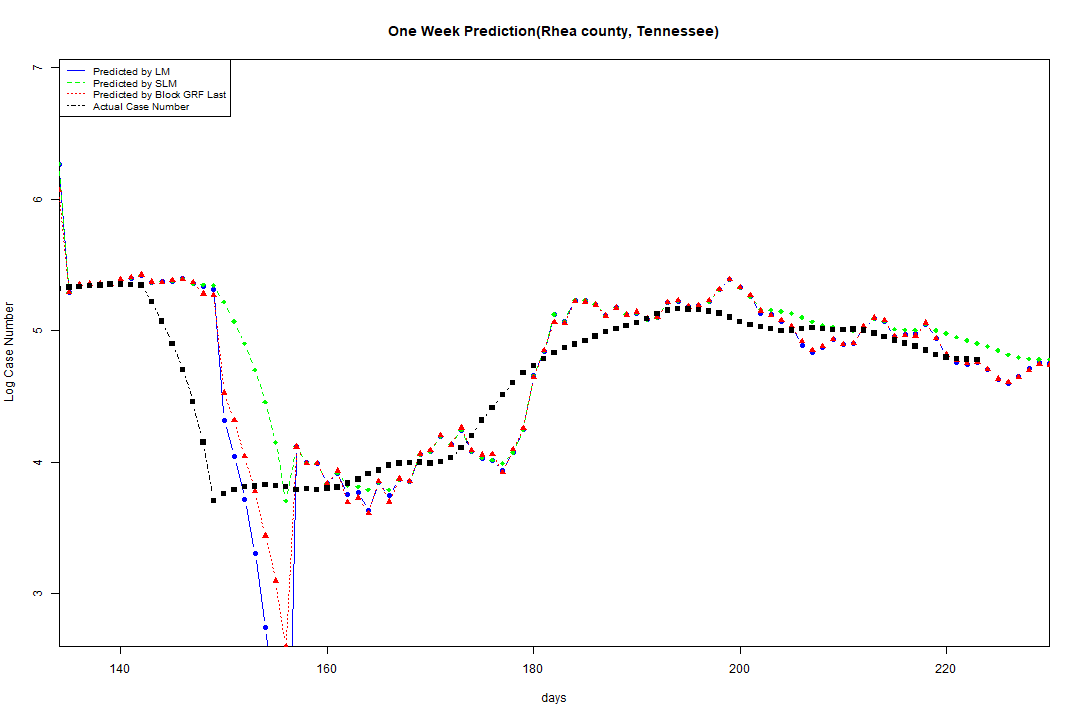 One Week Prediction(Rhea county, Tennessee)
Predicted by LM
Predicted by SLM
Predicted by Block GRF Last
Actual Case Number
7
6
5
4
3
Log Case Number
140 160 180 200 220
days